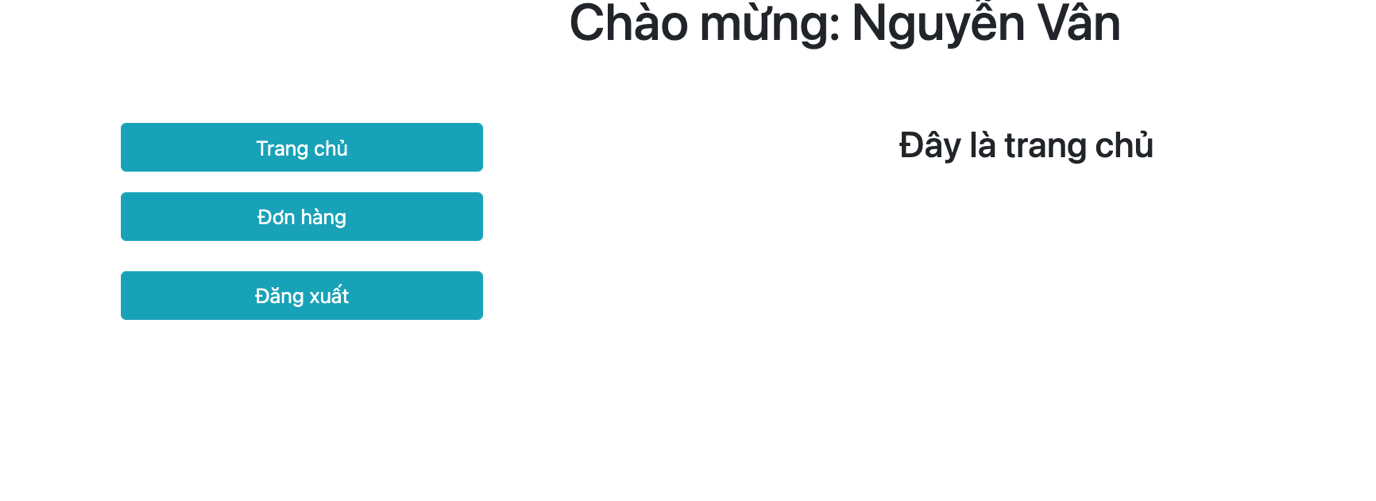 Chào mừng: Nguyễn Vân
Trang chủ
Đơn hàng
Đăng xuất
Đây là trang chủ